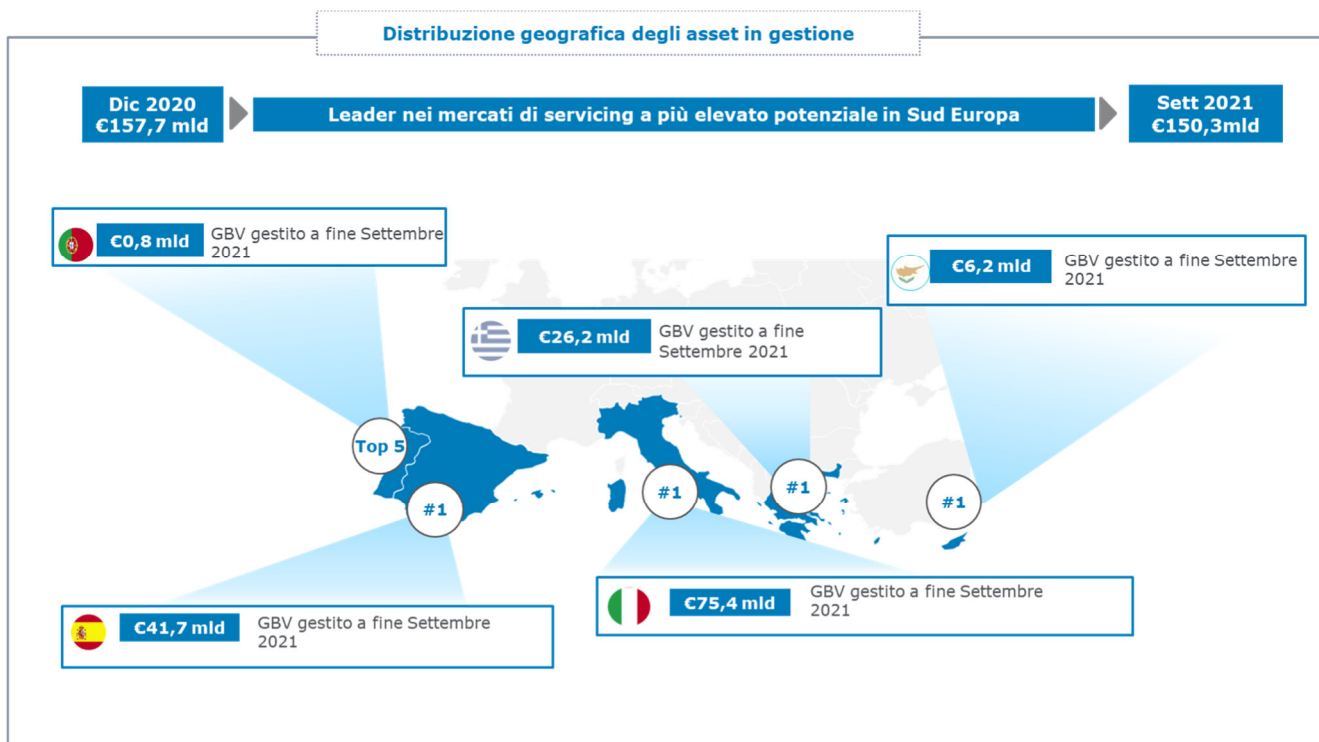 Distribuzione geografica degli asset in gestione
Dic 2020
€157,7 mld
Leader nei mercati di servicing a più elevato potenziale in Sud Europa
Sett 2021
€150,3mld
€0,8 mld
GBV gestito a fine Settembre
2021
€6,2 mld
GBV gestito a fine Settembre
2021
€26,2 mld
GBV gestito a fine
Settembre 2021
Top 5
#1
#1
#1
#1
€41,7 mld
GBV gestito a fine Settembre
2021
€75,4 mld
GBV gestito a fine Settembre
2021